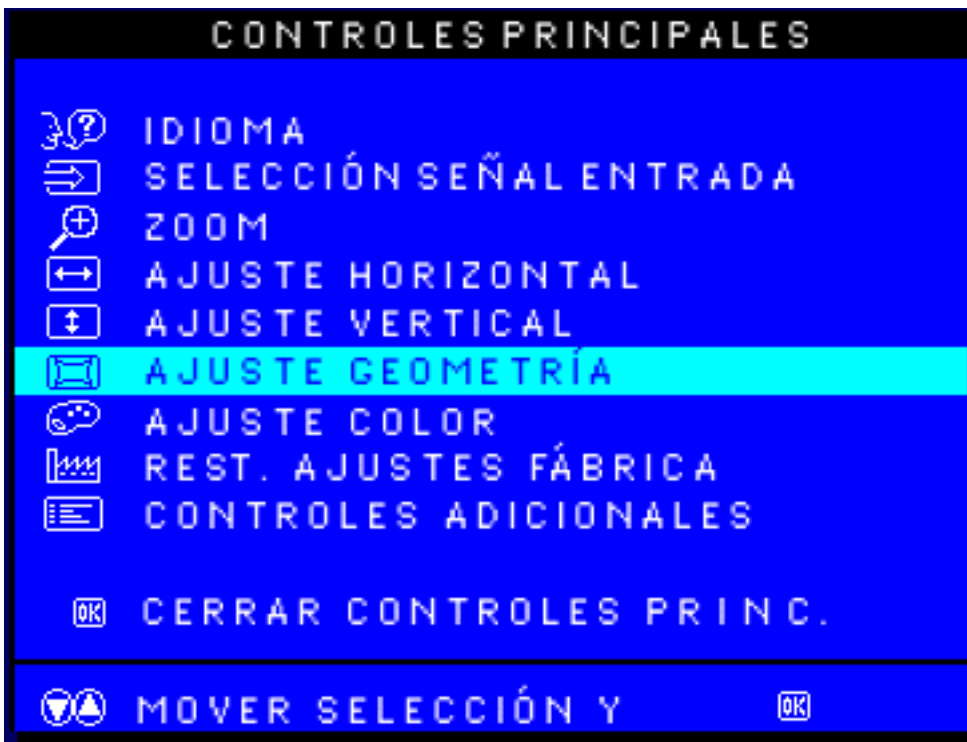 CONTROLES PRINCIPALES
IDIOMA
SELECCIÓN SEÑAL ENTRADA
ZOOM
AJUSTE HORIZONTAL
AJUSTE VERTICAL
AJUSTE GEOMETRÍA
AJUSTE COLOR
REST. AJUSTES FÁBRICA
CONTROLES ADICIONALES
OK CERRAR CONTROLES PRINC.
MOVER SELECCIÓN Y OK